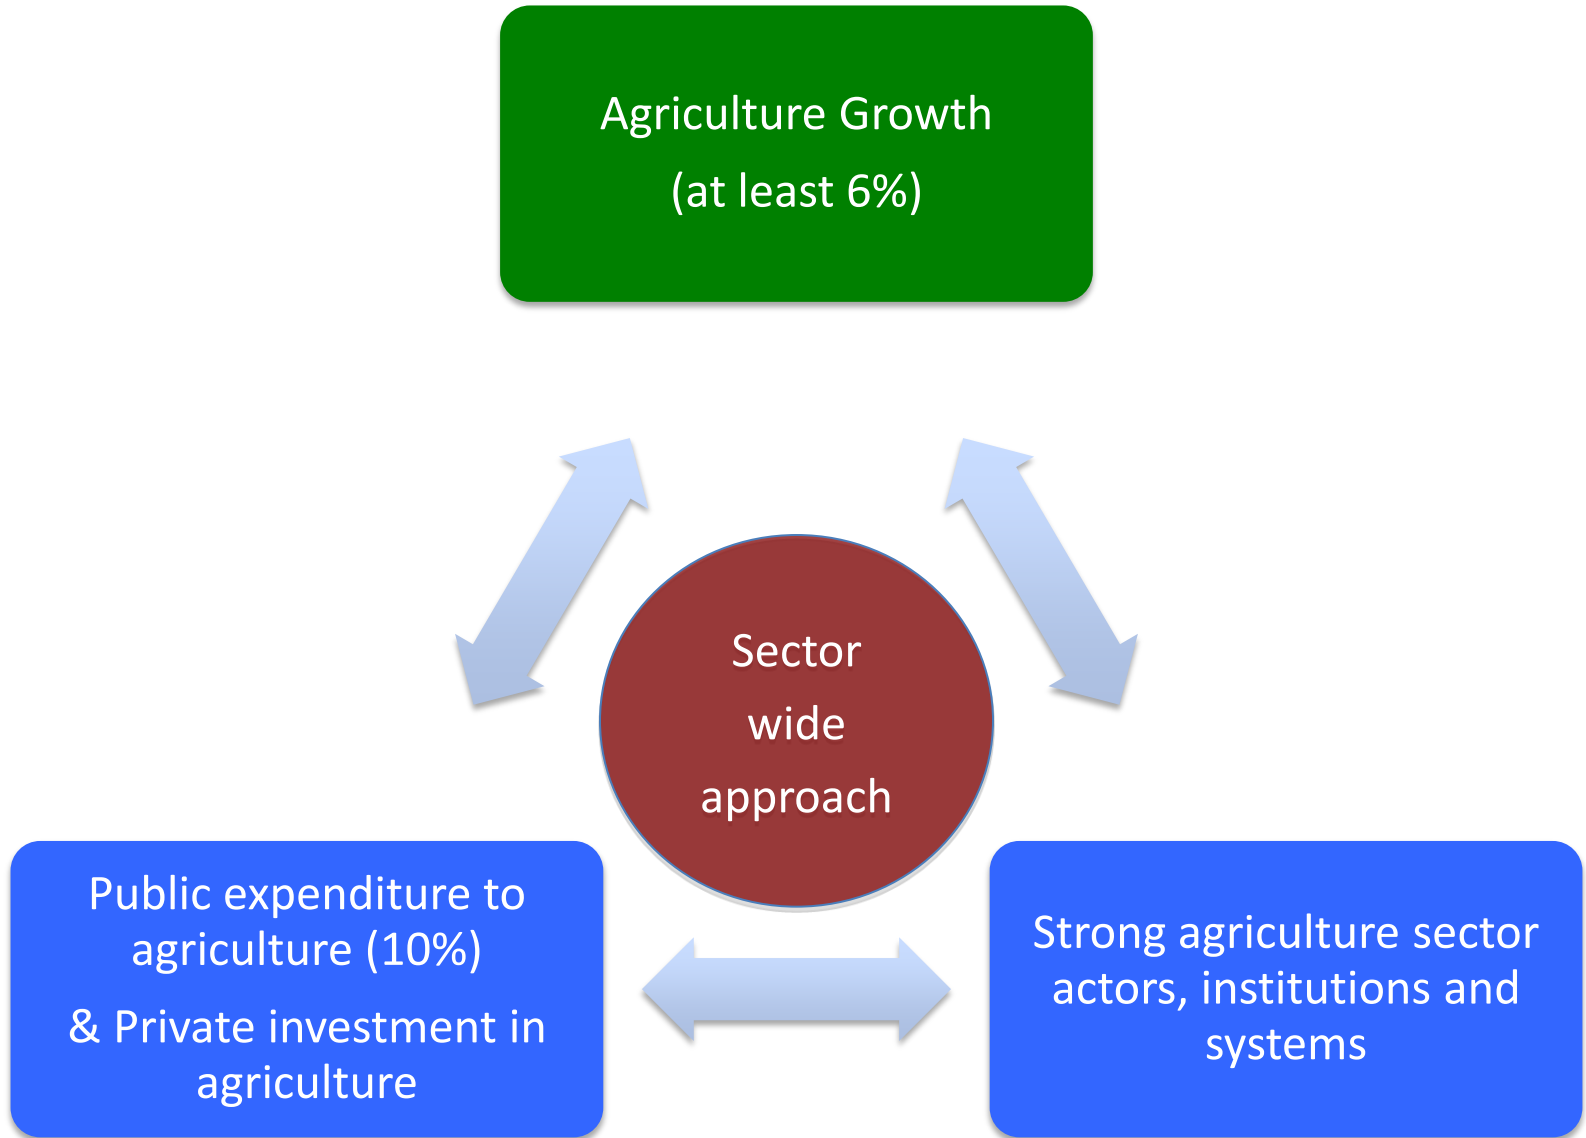 Agriculture Growth
(at least 6%)
Sector
wide
approach
Public expenditure to
agriculture (10%)
& Private investment in
agriculture
Strong agriculture sector
actors, institutions and
systems